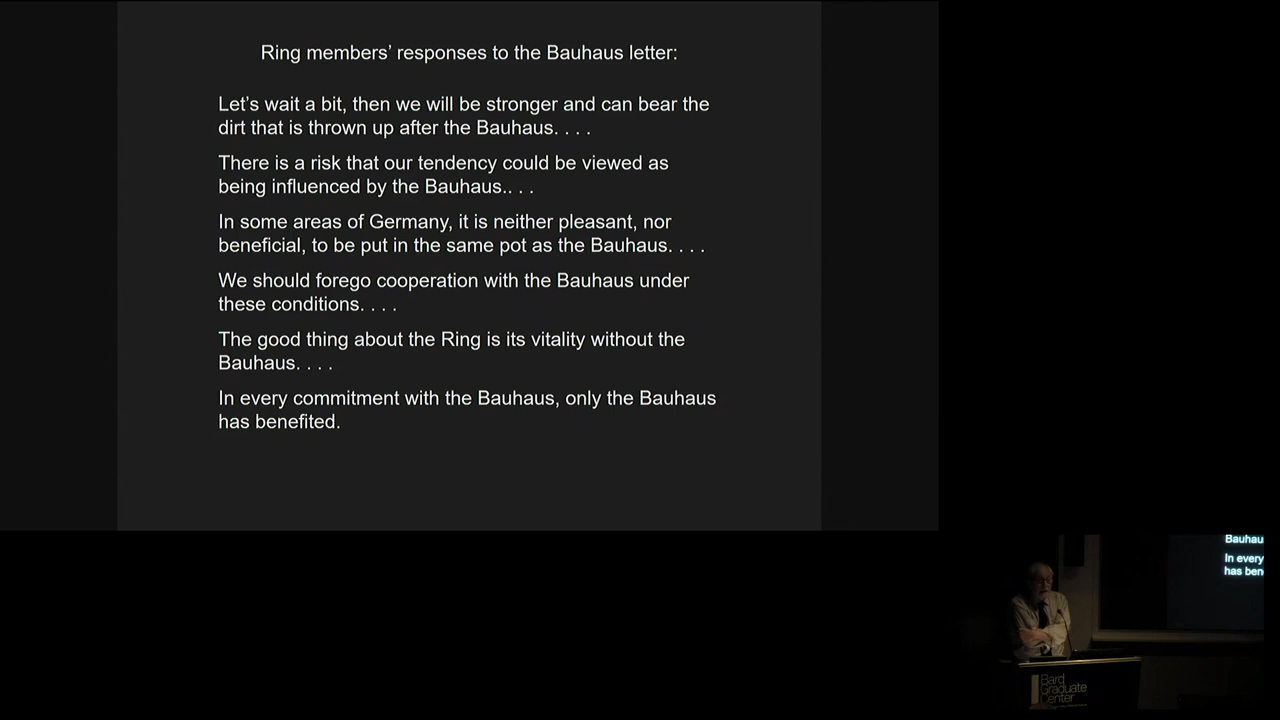 Ring members’ responses to the Bauhaus letter:
Let’s wait a bit, then we will be stronger and can bear the
dirt that is thrown up after the Bauhaus. . . .
There is a risk that our tendency could be viewed as
being influenced by the Bauhaus.. . .
In some areas of Germany, it is neither pleasant, nor
beneficial, to be put in the same pot as the Bauhaus. . . .
We should forego cooperation with the Bauhaus under
these conditions. . . .
The good thing about the Ring is its vitality without the
Bauhaus. . . .
In every commitment with the Bauhaus, only the Bauhaus
has benefited.
Bauhau
In every
has ben
Bard
Graduate
Center